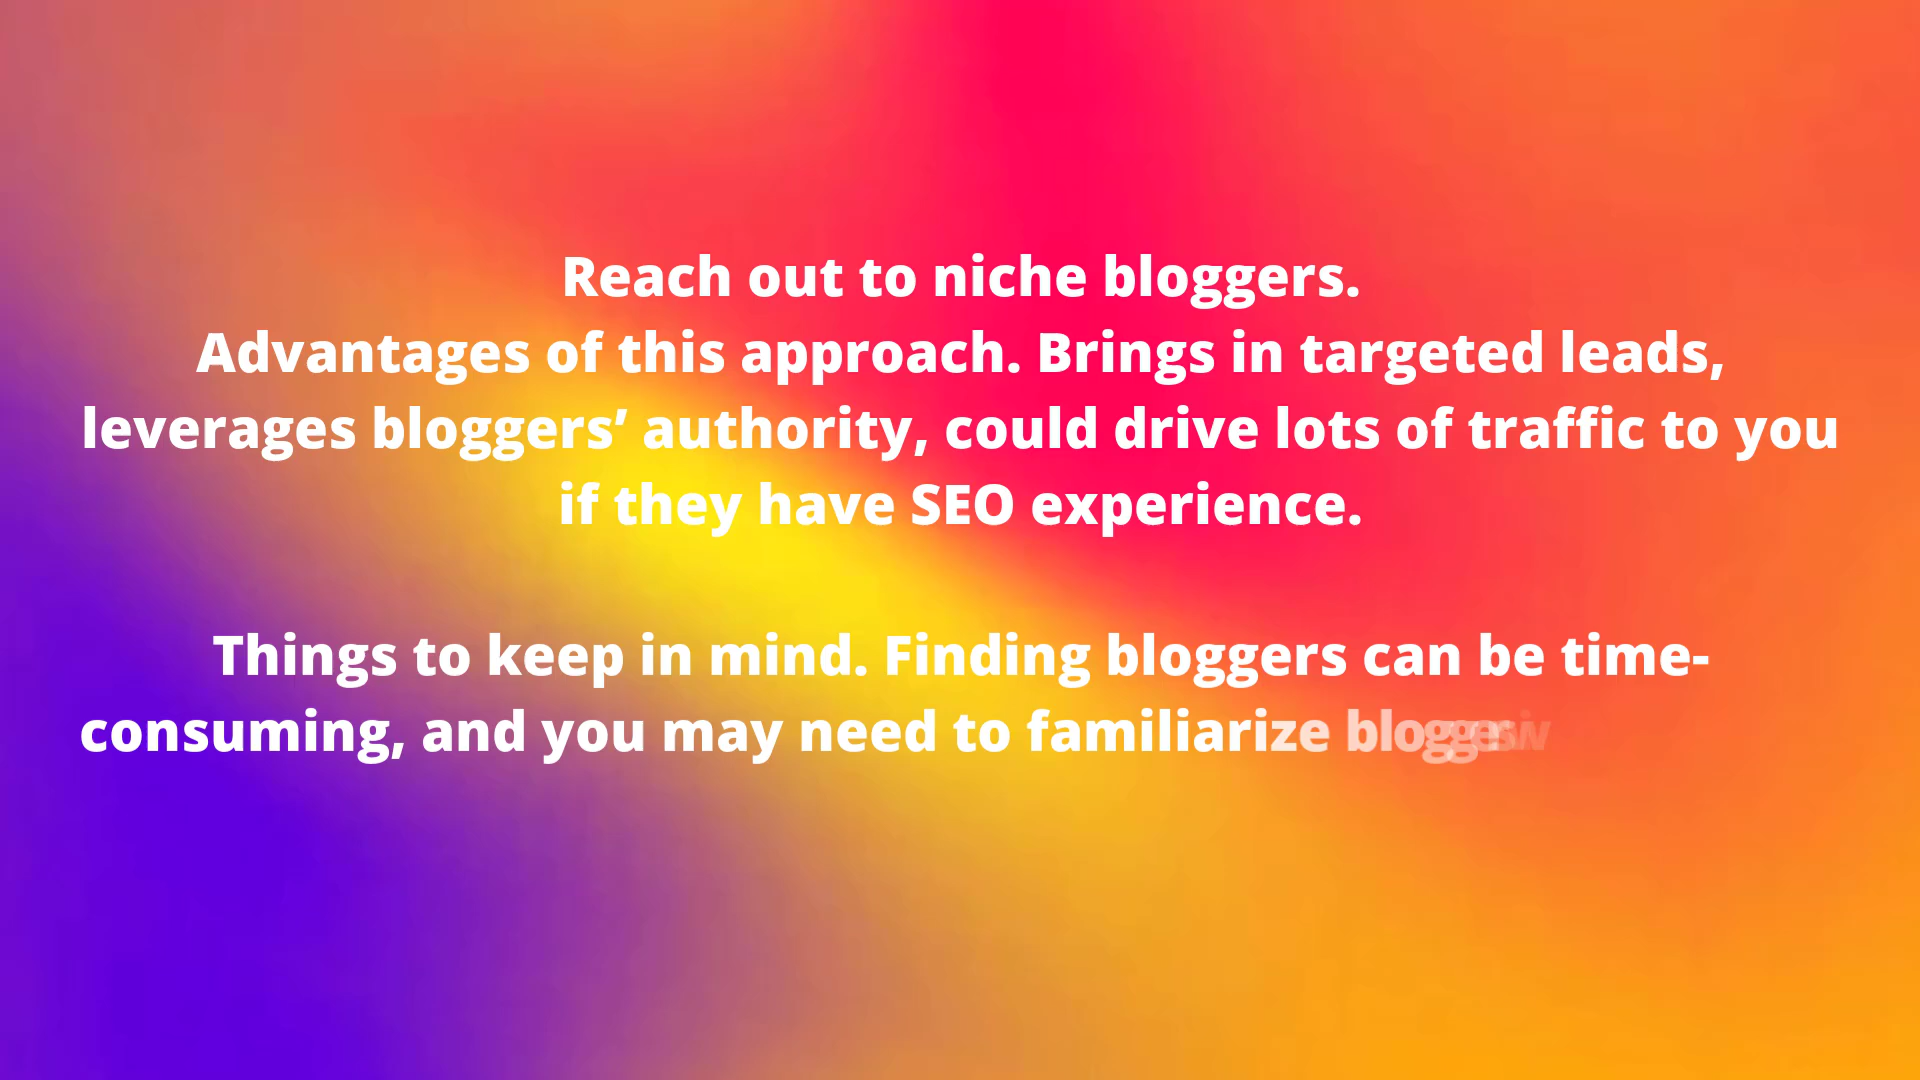 Reach out to niche bloggers.
Advantages of this approach. Brings in targeted leads,
leverages bloggers’ authority, could drive lots of traffic to you
if they have SEO experience.
Things to keep in mind. Finding bloggers can be time-
consuming, and you may need to familiarize bloggers